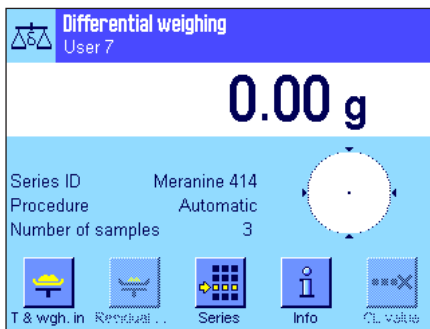 Differential weighing
User 7
0.00 g
Series ID Meranine 414
Procedure Automatic
Number of samples 3
T & wgh. in Residual . . Series Info CL value